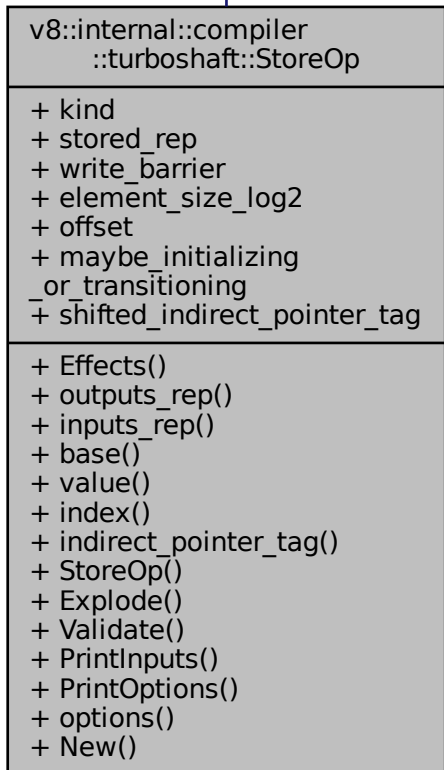 v8::internal::compiler
::turboshaft::StoreOp
+ kind
+ stored_rep
+ write_barrier
+ element_size_log2
+ offset
+ maybe_initializing
_or_transitioning
+ shifted_indirect_pointer_tag
+ Effects()
+ outputs_rep()
+ inputs_rep()
+ base()
+ value()
+ index()
+ indirect_pointer_tag()
+ StoreOp()
+ Explode()
+ Validate()
+ PrintInputs()
+ PrintOptions()
+ options()
+ New()